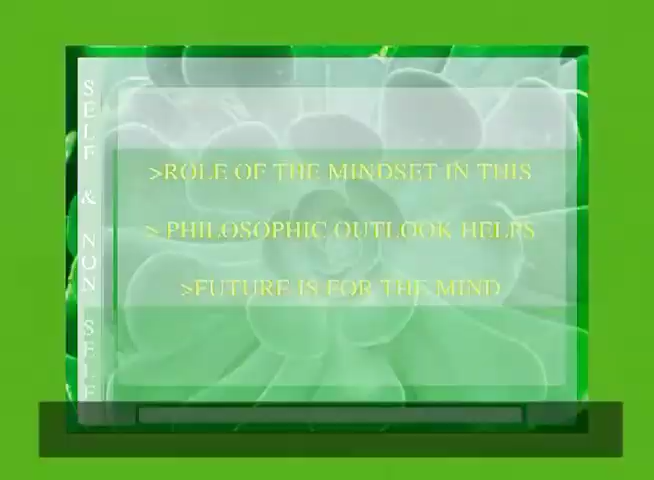 SELF & NON SELF
>ROLE OF THE MINDSET IN THIS
> PHILOSOPHIC OUTLOOK HELPS
>FUTURE IS FOR THE MIND